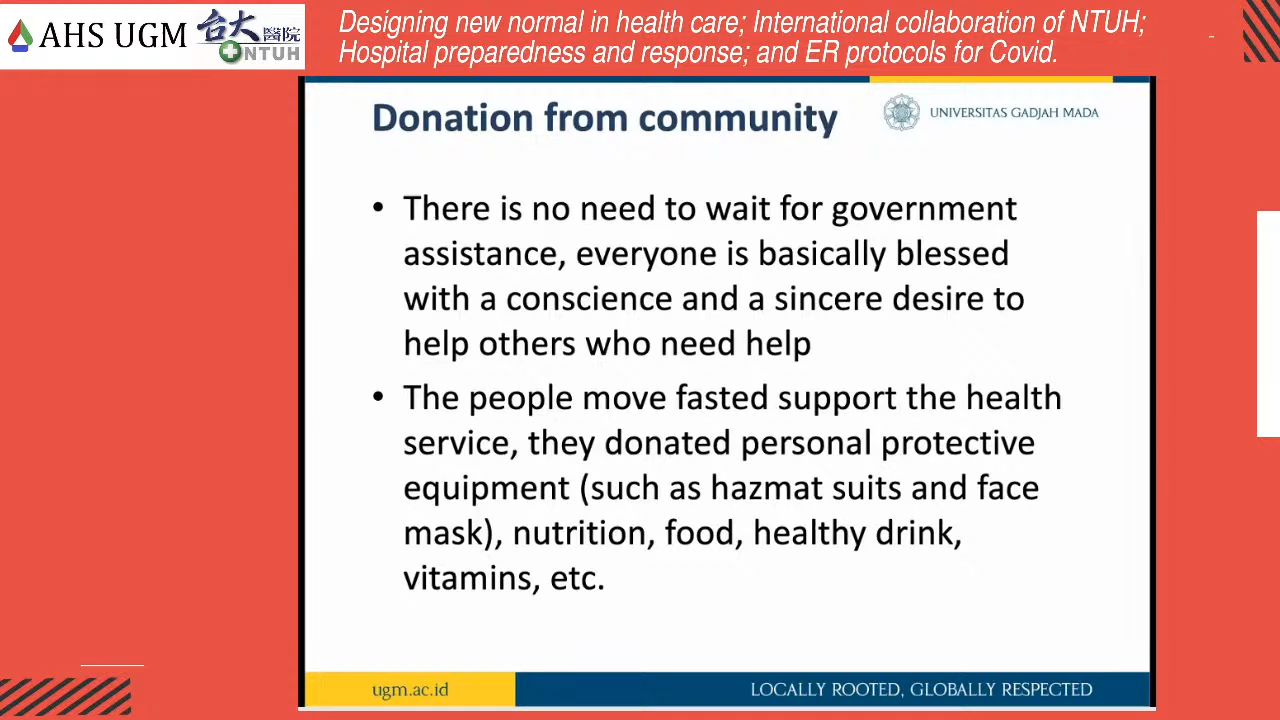 AHS UGM
台大醫院
NTUH
Designing new normal in health care; International collaboration of NTUH;
Hospital preparedness and response; and ER protocols for Covid.
Donation from community
UNIVERSITAS GADJAH MADA
• There is no need to wait for government
assistance, everyone is basically blessed
with a conscience and a sincere desire to
help others who need help
• The people move fasted support the health
service, they donated personal protective
equipment (such as hazmat suits and face
mask), nutrition, food, healthy drink,
vitamins, etc.
ugm.ac.id
LOCALLY ROOTED, GLOBALLY RESPECTED